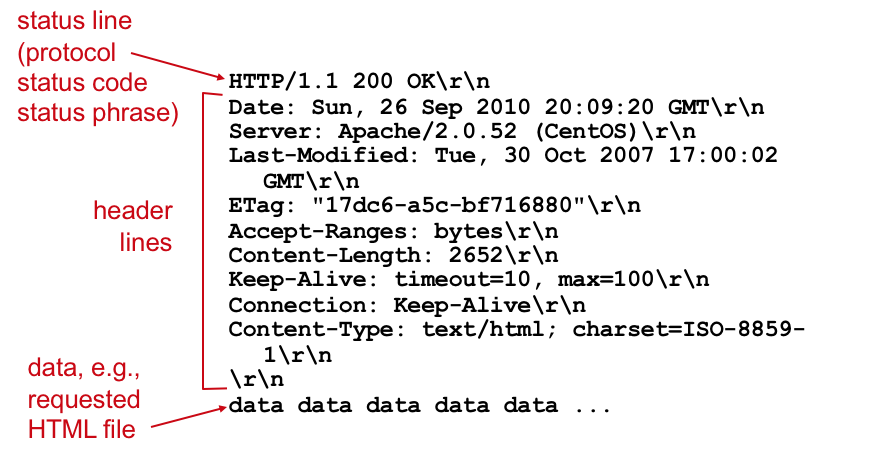 status line
(protocol
status code
status phrase)
HTTP/1.1 200 OK\r\n
Date: Sun, 26 Sep 2010 20:09:20 GMT\r\n
Server: Apache/2.0.52 (CentOS)\r\n
Last-Modified: Tue, 30 Oct 2007 17:00:02
GMT\r\n
ETag: "17dc6-a5c-bf716880"\r\n
Accept-Ranges: bytes\r\n
Content-Length: 2652\r\n
Keep-Alive: timeout=10, max=100\r\n
Connection: Keep-Alive\r\n
Content-Type: text/html; charset=ISO-8859-
1\r\n
\r\n
data data data data data ...
header
lines
data, e.g.,
requested
HTML file